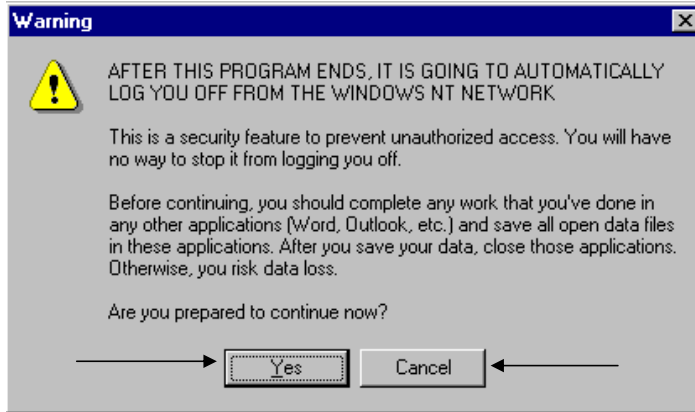 Warning
AFTER THIS PROGRAM ENDS, IT IS GOING TO AUTOMATICALLY
LOG YOU OFF FROM THE WINDOWS NT NETWORK
This is a security feature to prevent unauthorized access. You will have
no way to stop it from logging you off.
Before continuing, you should complete any work that you've done in
any other applications (Word, Outlook, etc.) and save all open data files
in these applications. After you save your data, close those applications.
Otherwise, you risk data loss.
Are you prepared to continue now?
Yes Cancel